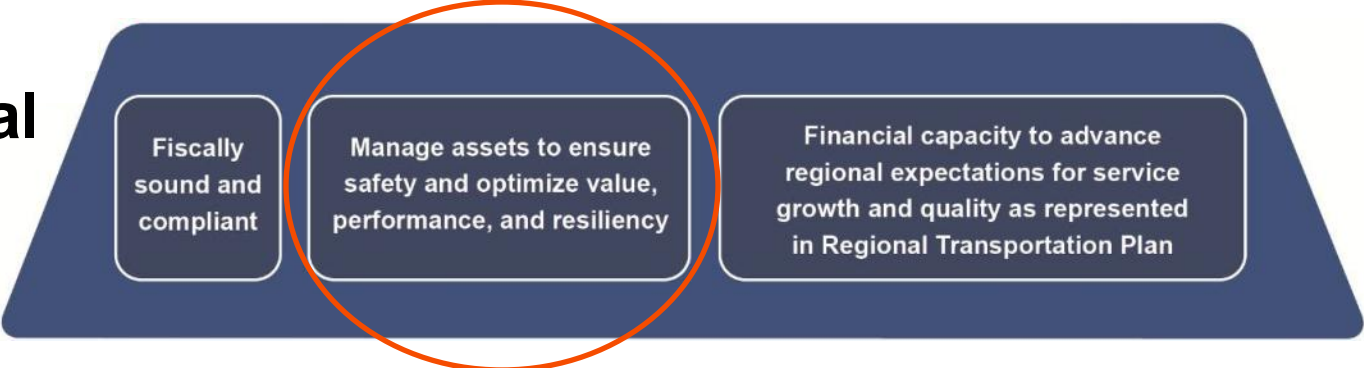 al
Fiscally
sound and
compliant
Manage assets to ensure
safety and optimize value,
performance, and resiliency
Financial capacity to advance
regional expectations for service
growth and quality as represented
in Regional Transportation Plan